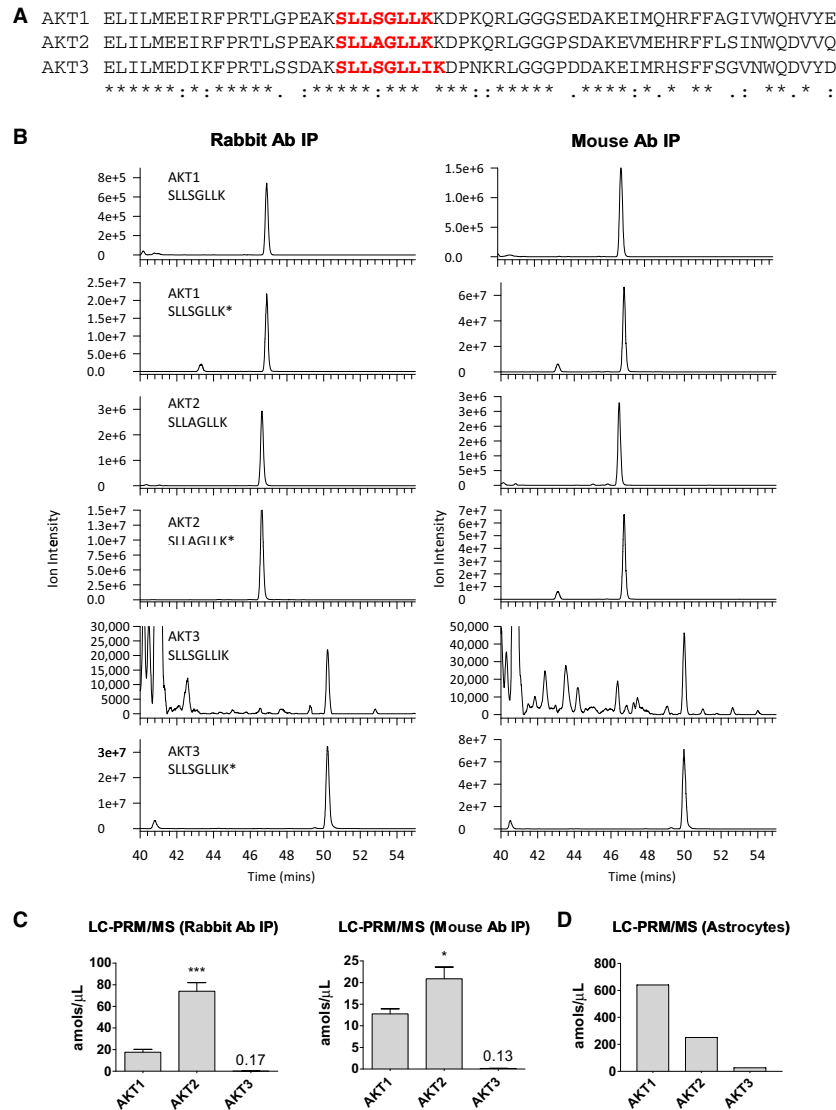 A
AKT1 ELILMEEIRFPRTLGPEAKSLLSGLLKKDPKQRLGGGSEDAKEIMQHRFFAGIVWQHVYE
AKT2 ELILMEEIRFPRTLSPEAKSLLAGLLKKDPKQRLGGGPSDAKEVMEHRFFLSINWQDVVQ
AKT3 ELILMEDIKFPRTLSSDAKSLLSGLLIKDPNKRLGGGPDDAKEIMRHSFFSGVNWQDVYD
******:*:*****. :*****:*** ***::***** .****:* * ** .: **.* :
B
Rabbit Ab IP
Mouse Ab IP
8e+5
6e+5
4e+5
2e+5
0
AKT1
SLLSGLLK
1.5e+6
1.0e+6
5.0e+5
0.0
2.5e+7
2.0e+7
1.5e+7
1.0e+7
5.0e+6
0.0
AKT1
SLLSGLLK*
6e+7
4e+7
2e+7
0
3e+6
2e+6
1e+6
0
AKT2
SLLAGLLK
3e+6
3e+6
2e+6
2e+6
1e+6
5e+5
0
1.5e+7
1.3e+7
1.0e+7
7.5e+6
5.0e+6
2.5e+6
0.0
AKT2
SLLAGLLK*
7e+7
6e+7
5e+7
4e+7
3e+7
2e+7
1e+7
0
Ion Intensity
Ion Intensity
30,000
25,000
20,000
15,000
10,000
5000
0
AKT3
SLLSGLLIK
50,000
40,000
30,000
20,000
10,000
0
3e+7
2e+7
1e+7
0
AKT3
SLLSGLLIK*
8e+7
6e+7
4e+7
2e+7
0
40 42 44 46 48 50 52 54
Time (mins)
40 42 44 46 48 50 52 54
Time (mins)
C
LC-PRM/MS (Rabbit Ab IP)
amols/µL
100
80
60
40
20
0
***
0.17
AKT1 AKT2 AKT3
LC-PRM/MS (Mouse Ab IP)
amols/µL
25
20
15
10
5
0
*
0.13
AKT1 AKT2 AKT3
D
LC-PRM/MS (Astrocytes)
amols/µL
800
600
400
200
0
AKT1 AKT2 AKT3